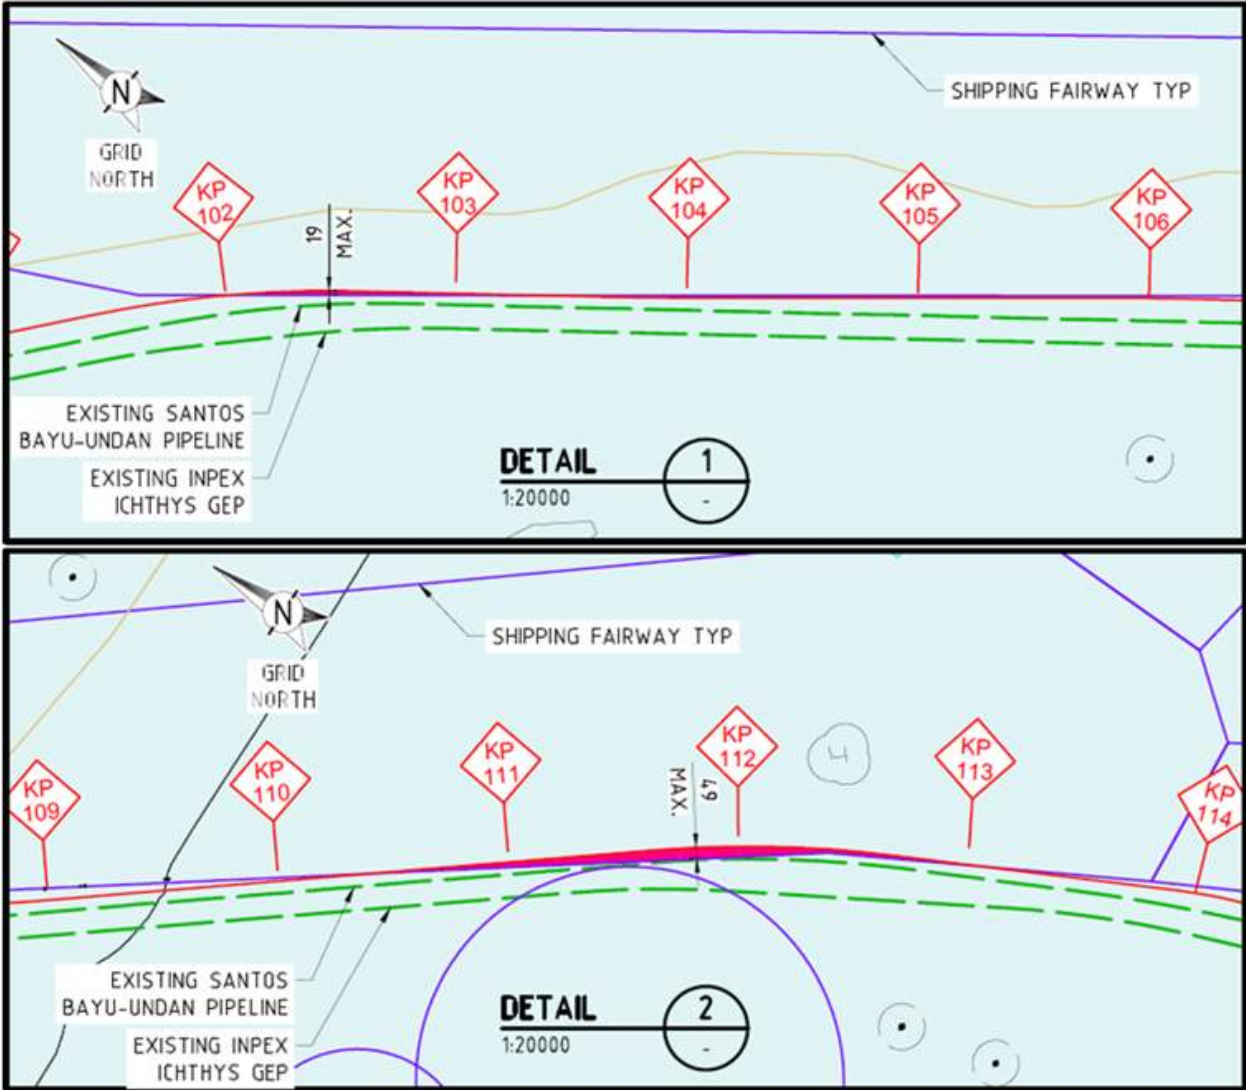 SHIPPING FAIRWAY TYP
N
GRID
NORTH
KP
102
19
MAX.
KP
103
KP
104
KP
105
KP
106
EXISTING SANTOS
BAYU-UNDAN PIPELINE
EXISTING INPEX
ICHTHYS GEP
DETAIL
1
1:20000
-
SHIPPING FAIRWAY TYP
N
GRID
NORTH
KP
109
KP
110
KP
111
49
MAX.
KP
112
4
KP
113
KP
114
EXISTING SANTOS
BAYU-UNDAN PIPELINE
EXISTING INPEX
ICHTHYS GEP
DETAIL
2
1:20000
-